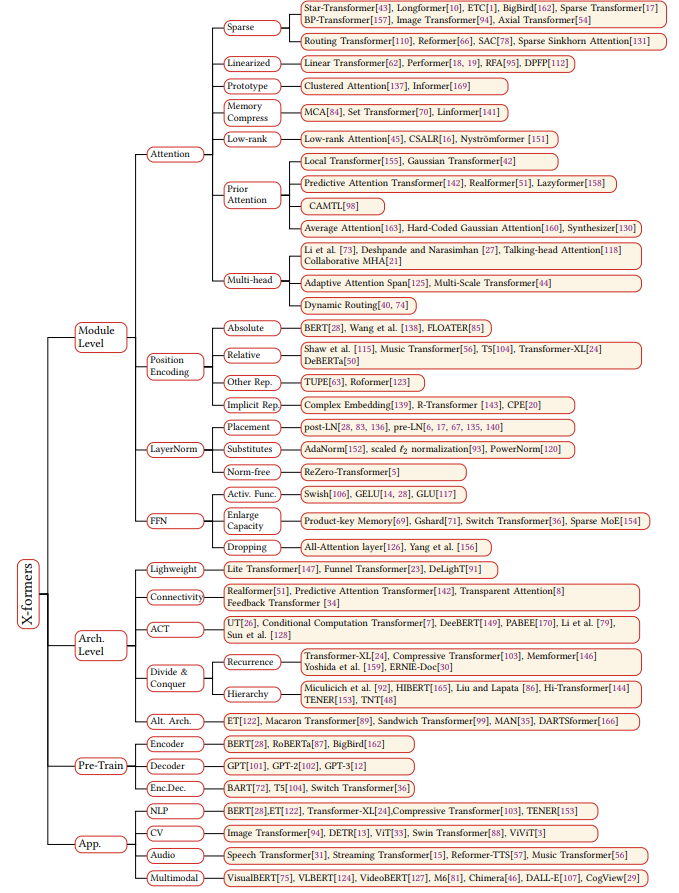 Star-Transformer[43], Longformer[10], ETC[1], BigBird[162], Sparse Transformer[17]
BP-Transformer[157], Image Transformer[94], Axial Transformer[54]
Sparse
Routing Transformer[110], Reformer[66], SAC[78], Sparse Sinkhorn Attention[131]
Linearized
Linear Transformer[62], Performer[18, 19], RFA[95], DPFP[112]
Prototype
Clustered Attention[137], Informer[169]
Memory
Compress
MCA[84], Set Transformer[70], Linformer[141]
Low-rank
Low-rank Attention[45], CSALR[16], Nyströmformer [151]
Attention
Local Transformer[155], Gaussian Transformer[42]
Predictive Attention Transformer[142], Realformer[51], Lazyformer[158]
Prior
Attention
CAMTL[98]
Average Attention[163], Hard-Coded Gaussian Attention[160], Synthesizer[130]
Li et al. [73], Deshpande and Narasimhan [27], Talking-head Attention[118]
Collaborative MHA[21]
Multi-head
Adaptive Attention Span[125], Multi-Scale Transformer[44]
Dynamic Routing[40, 74]
Module
Level
Absolute
BERT[28], Wang et al. [138], FLOATER[85]
Position
Encoding
Relative
Shaw et al. [115], Music Transformer[56], T5[104], Transformer-XL[24]
DeBERTa[50]
Other Rep.
TUPE[63], Roformer[123]
Implicit Rep.
Complex Embedding[139], R-Transformer [143], CPE[20]
Placement
post-LN[28, 83, 136], pre-LN[6, 17, 67, 135, 140]
LayerNorm
Substitutes
AdaNorm[152], scaled ℓ2 normalization[93], PowerNorm[120]
Norm-free
ReZero-Transformer[5]
Activ. Func.
Swish[106], GELU[14, 28], GLU[117]
FFN
Enlarge
Capacity
Product-key Memory[69], Gshard[71], Switch Transformer[36], Sparse MoE[154]
Dropping
All-Attention layer[126], Yang et al. [156]
X-formers
Lightweight
Lite Transformer[147], Funnel Transformer[23], DeLighT[91]
Connectivity
Realformer[51], Predictive Attention Transformer[142], Transparent Attention[8]
Feedback Transformer [34]
Arch.
Level
ACT
UT[26], Conditional Computation Transformer[7], DeeBERT[149], PABEE[170], Li et al. [79],
Sun et al. [128]
Divide &
Conquer
Recurrence
Transformer-XL[24], Compressive Transformer[103], Memformer[146]
Yoshida et al. [159], ERNIE-Doc[30]
Hierarchy
Miculicich et al. [92], HIBERT[165], Liu and Lapata [86], Hi-Transformer[144]
TENER[153], TNT[48]
Alt. Arch.
ET[122], Macaron Transformer[89], Sandwich Transformer[99], MAN[35], DARTSformer[166]
Encoder
BERT[28], RoBERTa[87], BigBird[162]
Pre-Train
Decoder
GPT[101], GPT-2[102], GPT-3[12]
Enc.Dec.
BART[72], T5[104], Switch Transformer[36]
NLP
BERT[28],ET[122], Transformer-XL[24],Compressive Transformer[103], TENER[153]
App.
CV
Image Transformer[94], DETR[13], ViT[33], Swin Transformer[88], ViViT[3]
Audio
Speech Transformer[31], Streaming Transformer[15], Reformer-TTS[57], Music Transformer[56]
Multimodal
VisualBERT[75], VLBERT[124], VideoBERT[127], M6[81], Chimera[46], DALL-E[107], CogView[29]